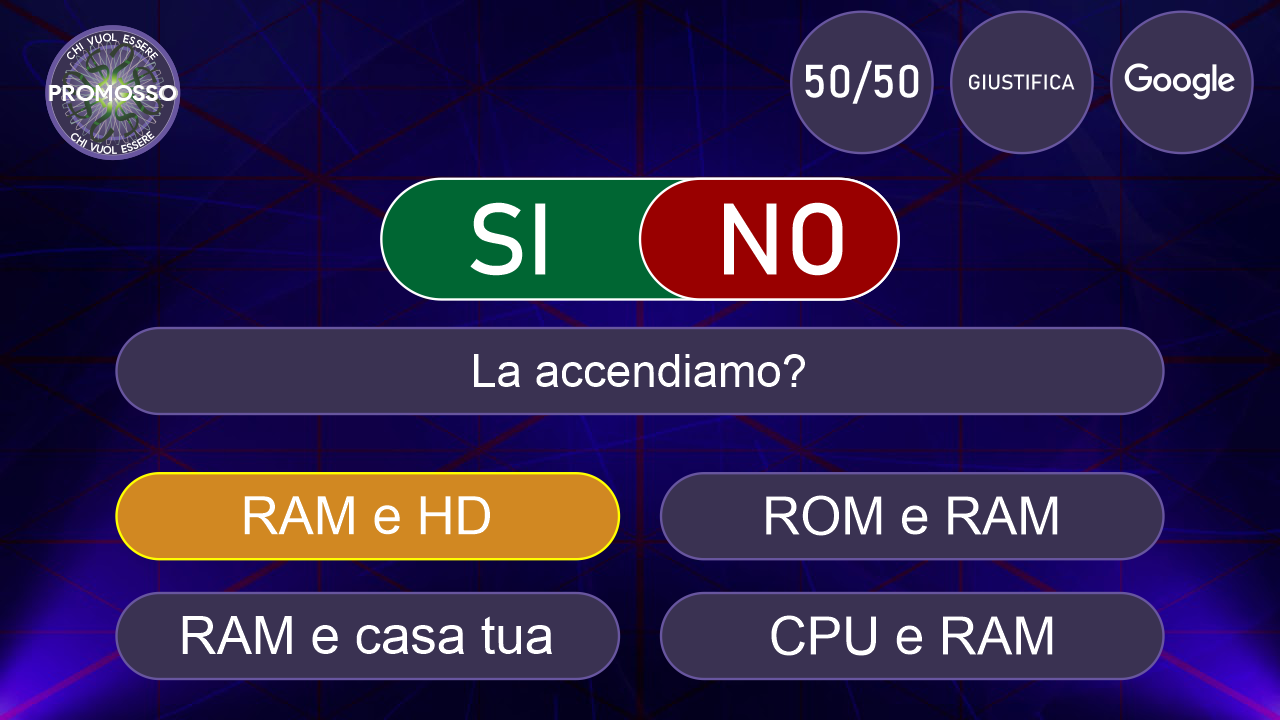 CHI VUOL ESSERE
PROMOSSO
CHI VUOL ESSERE
50/50
GIUSTIFICA
Google
SI
NO
La accendiamo?
RAM e HD
ROM e RAM
RAM e casa tua
CPU e RAM